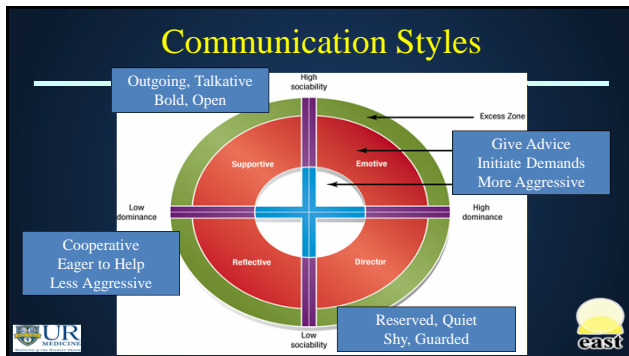 Communication Styles
Outgoing, Talkative
Bold, Open
High
sociability
Excess Zone
Supportive
Emotive
Give Advice
Initiate Demands
More Aggressive
Low
dominance
High
dominance
Cooperative
Eager to Help
Less Aggressive
Reflective
Director
Reserved, Quiet
Shy, Guarded
Low
sociability
UR
MEDICINE
east